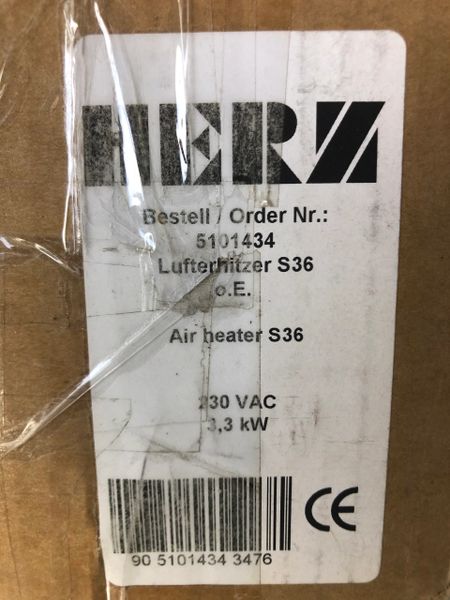 HERZ
Bestell / Order Nr.:
5101434
Lufterhitzer S36
o.E.
Air heater S36
230 VAC
3,3 kW
90 5101434 3476
CE